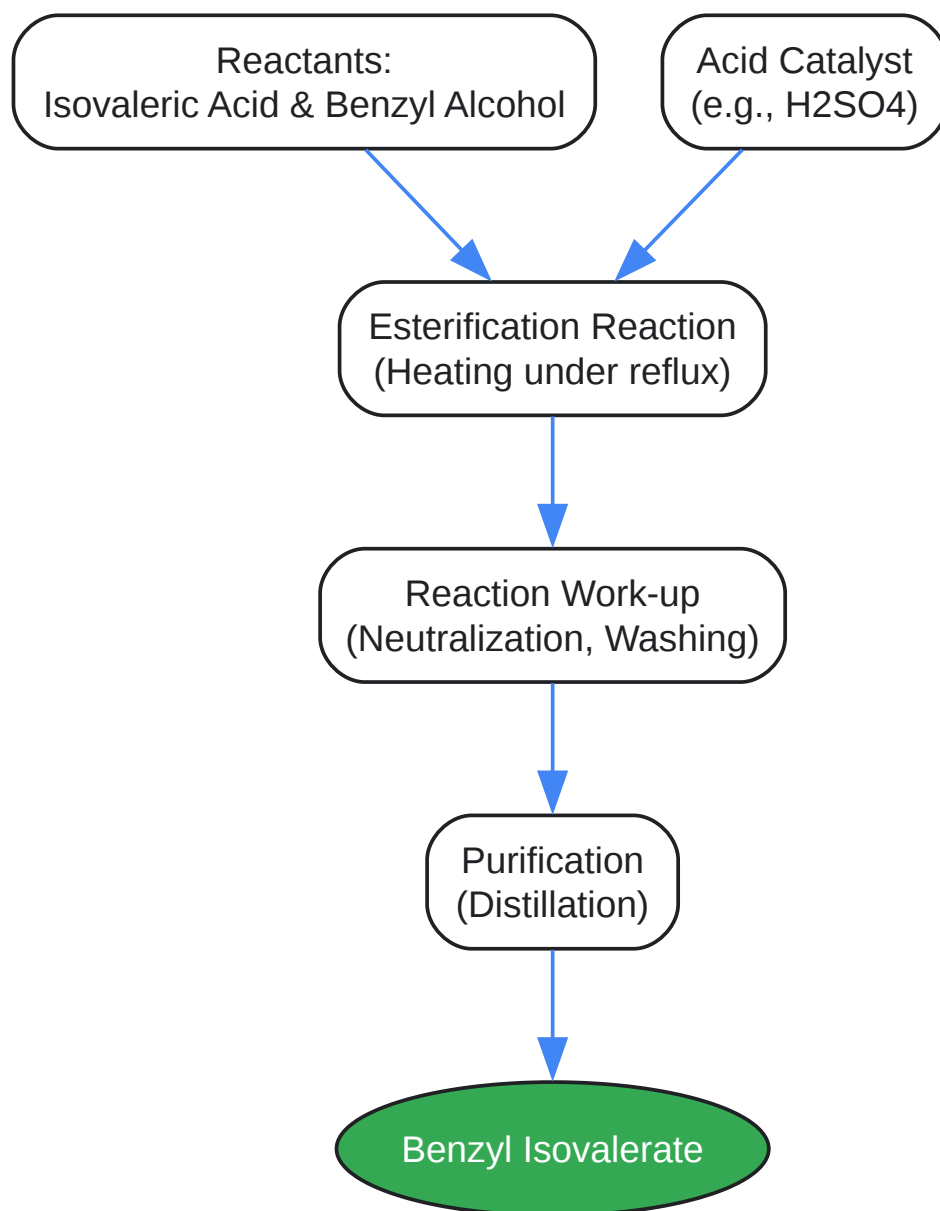 Reactants:
Isovaleric Acid & Benzyl Alcohol
Acid Catalyst
(e.g., H2SO4)
Esterification Reaction
(Heating under reflux)
Reaction Work-up
(Neutralization, Washing)
Purification
(Distillation)
Benzyl Isovalerate